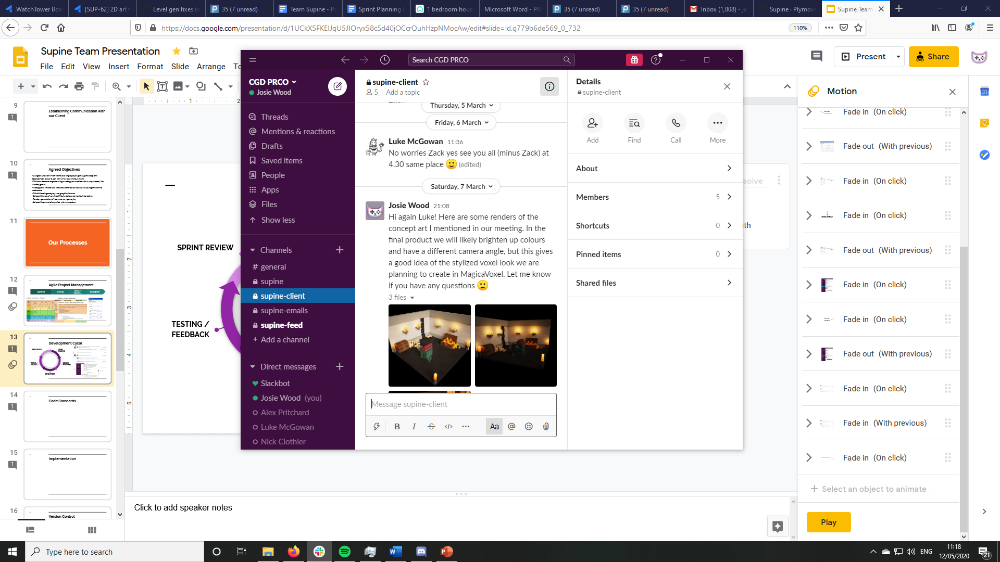 WatchTower Boa
[SUP-62] 2D art f
Level gen fixes (a
35 (7 unread)
Team Supine - Pr
Sprint Planning
1 bedroom hous
Microsoft Word - PR
35 (7 unread)
35 (7 unread)
Inbox (1,808) - jo
Supine · Plymou
Supine Team
https://docs.google.com/presentation/d/1UCkX5FKEIJqU5JIOryx58c5d40jOCcrQuhHzpNMocAw/edit#slide=id.g779b6de569_0_732
110%
Supine Team Presentation
File Edit View Insert Format Slide Arrange To
Present
Share
9
Establishing Communication with
our Client
10
Agreed Objectives
11
Our Processes
12
Agile Project Management
13
Development Cycle
14
Code Standards
15
Implementation
16
Version Control
SPRINT REVIEW
TESTING /
FEEDBACK
Click to add speaker notes
Search CGD PRCO
CGD PRCO
Josie Wood
Threads
Mentions & reactions
Drafts
Saved items
People
Apps
Files
Show less
Channels
# general
supine
supine-client
supine-emails
supine-feed
+ Add a channel
Direct messages
Slackbot
Josie Wood (you)
Alex Pritchard
Luke McGowan
Nick Clothier
supine-client
5 | Add a topic
Thursday, 5 March
Friday, 6 March
Luke McGowan 11:36
No worries Zack yes see you all (minus Zack) at
4.30 same place 🙂 (edited)
Saturday, 7 March
Josie Wood 21:08
Hi again Luke! Here are some renders of the
concept art I mentioned in our meeting. In the
final product we will likely brighten up colours
and have a different camera angle, but this gives
a good idea of the stylized voxel look we are
planning to create in MagicaVoxel. Let me know
if you have any questions 🙂
3 files
Message supine-client
B I S </> Aa @
Details
supine-client
Add
Find
Call
More
About
Members 5
Shortcuts 0
Pinned items 0
Shared files
solve
ith
Motion
Fade in (On click)
Fade out (With previous)
Fade in (On click)
Fade in (On click)
Fade out (With previous)
Fade in (On click)
Fade in (On click)
Fade out (With previous)
Fade in (On click)
Fade in (With previous)
Fade in (On click)
+ Select an object to animate
Play
Type here to search
ENG
11:18
12/05/2020
21